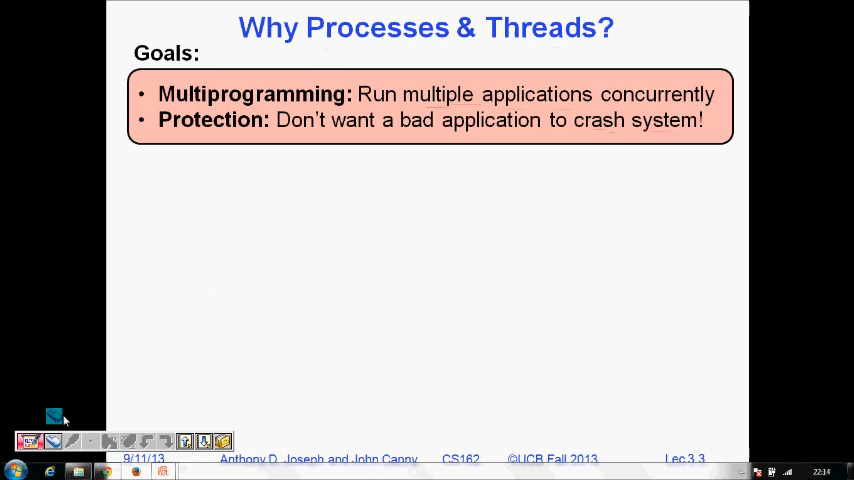 Why Processes & Threads?
Goals:
• Multiprogramming: Run multiple applications concurrently
• Protection: Don't want a bad application to crash system!
9/11/13 Anthony D. Joseph and John Canny CS162 ©UCB Fall 2013 Lec 3.3
22:14